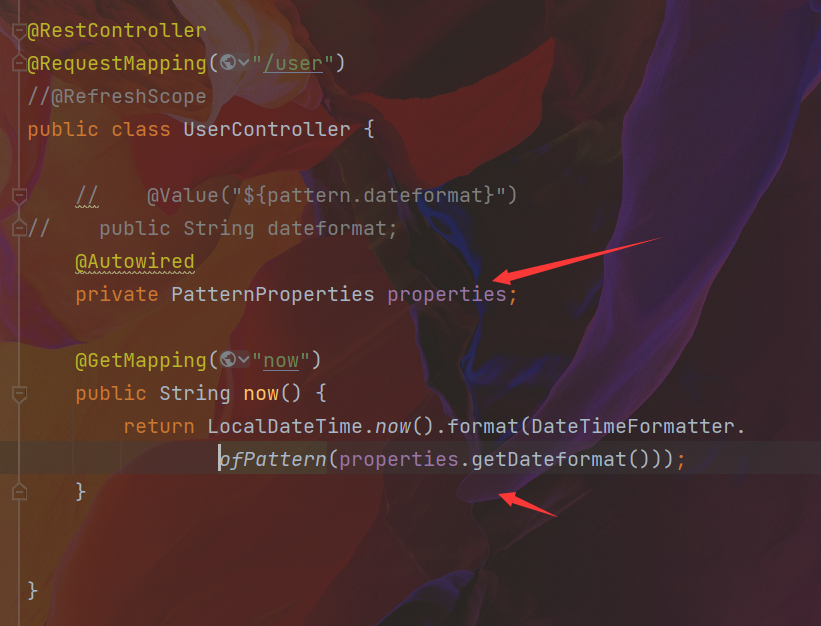 @RestController
@RequestMapping("/user")
//@RefreshScope
public class UserController {
//    @Value("${pattern.dateformat}")
//    public String dateformat;
@Autowired
private PatternProperties properties;
@GetMapping("now")
public String now() {
return LocalDateTime.now().format(DateTimeFormatter.
ofPattern(properties.getDateformat()));
}
}